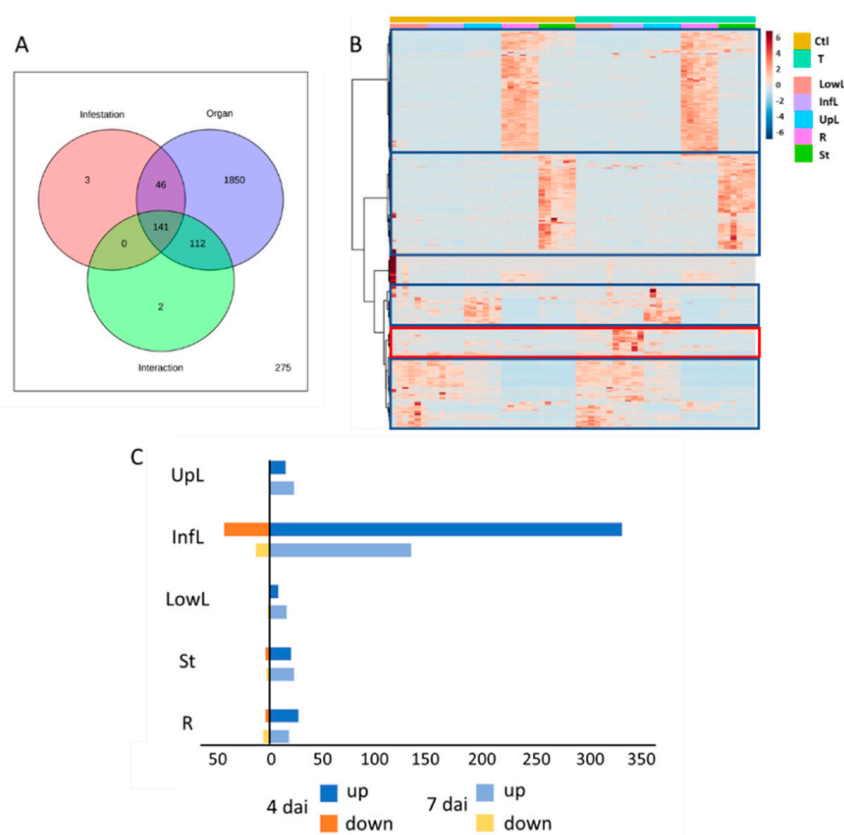 A
Infestation
Organ
3
46
1850
141
0
112
2
Interaction
275
B
6
4
2
0
-2
-4
-6
Ctl
T
LowL
InfL
UpL
R
St
C
UpL
InfL
LowL
St
R
50 0 50 100 150 200 250 300 350
4 dai up 7 dai up
down down